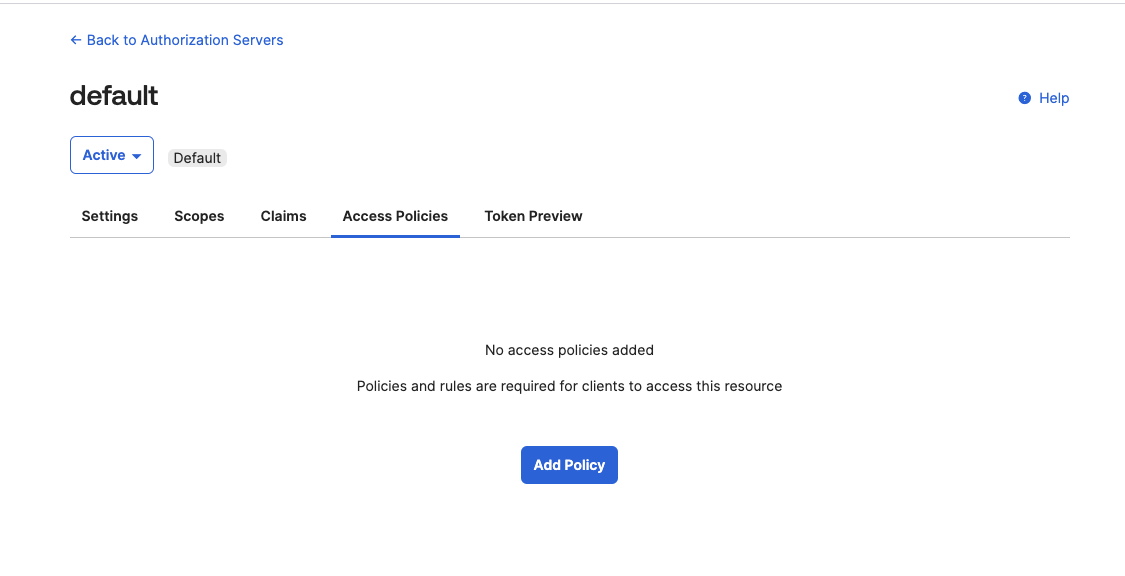 ← Back to Authorization Servers
default
? Help
Active
Default
Settings Scopes Claims Access Policies Token Preview
No access policies added
Policies and rules are required for clients to access this resource
Add Policy